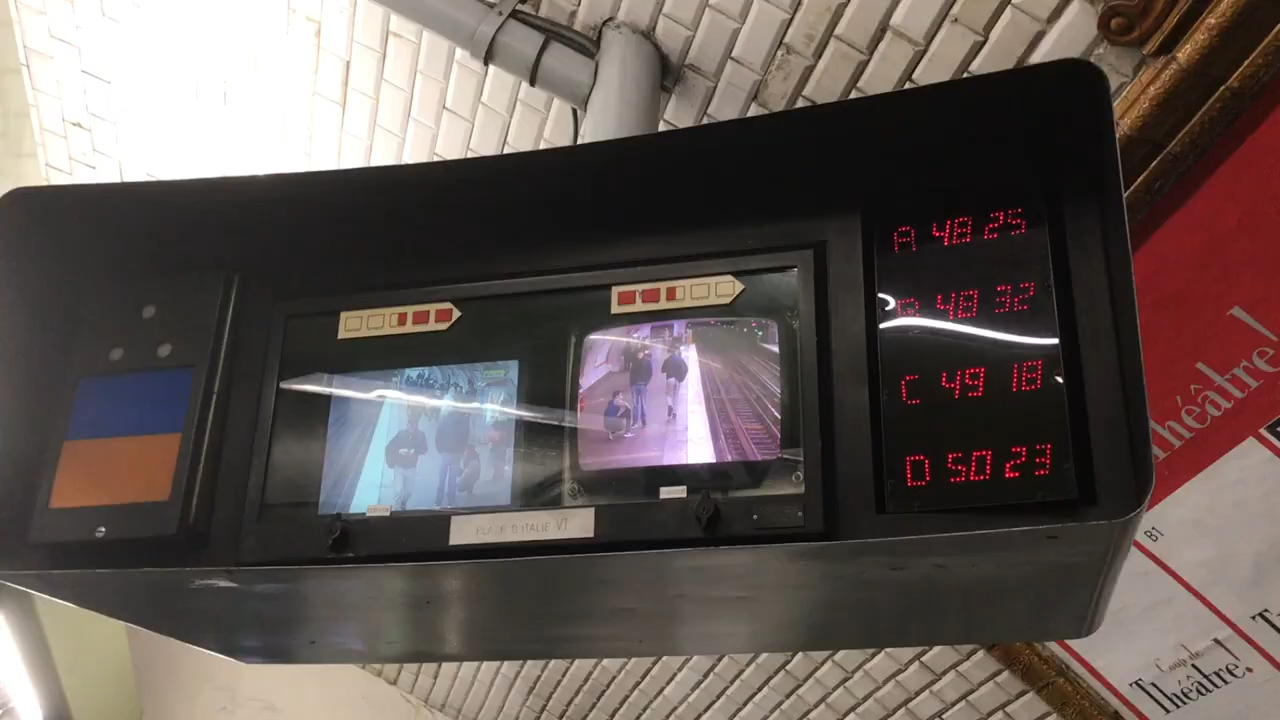 A 48 25
48 32
C 49 18
D 50 23
PLACE D'ITALIE VI
Théâtre!
B1
Coup de
Théâtre!